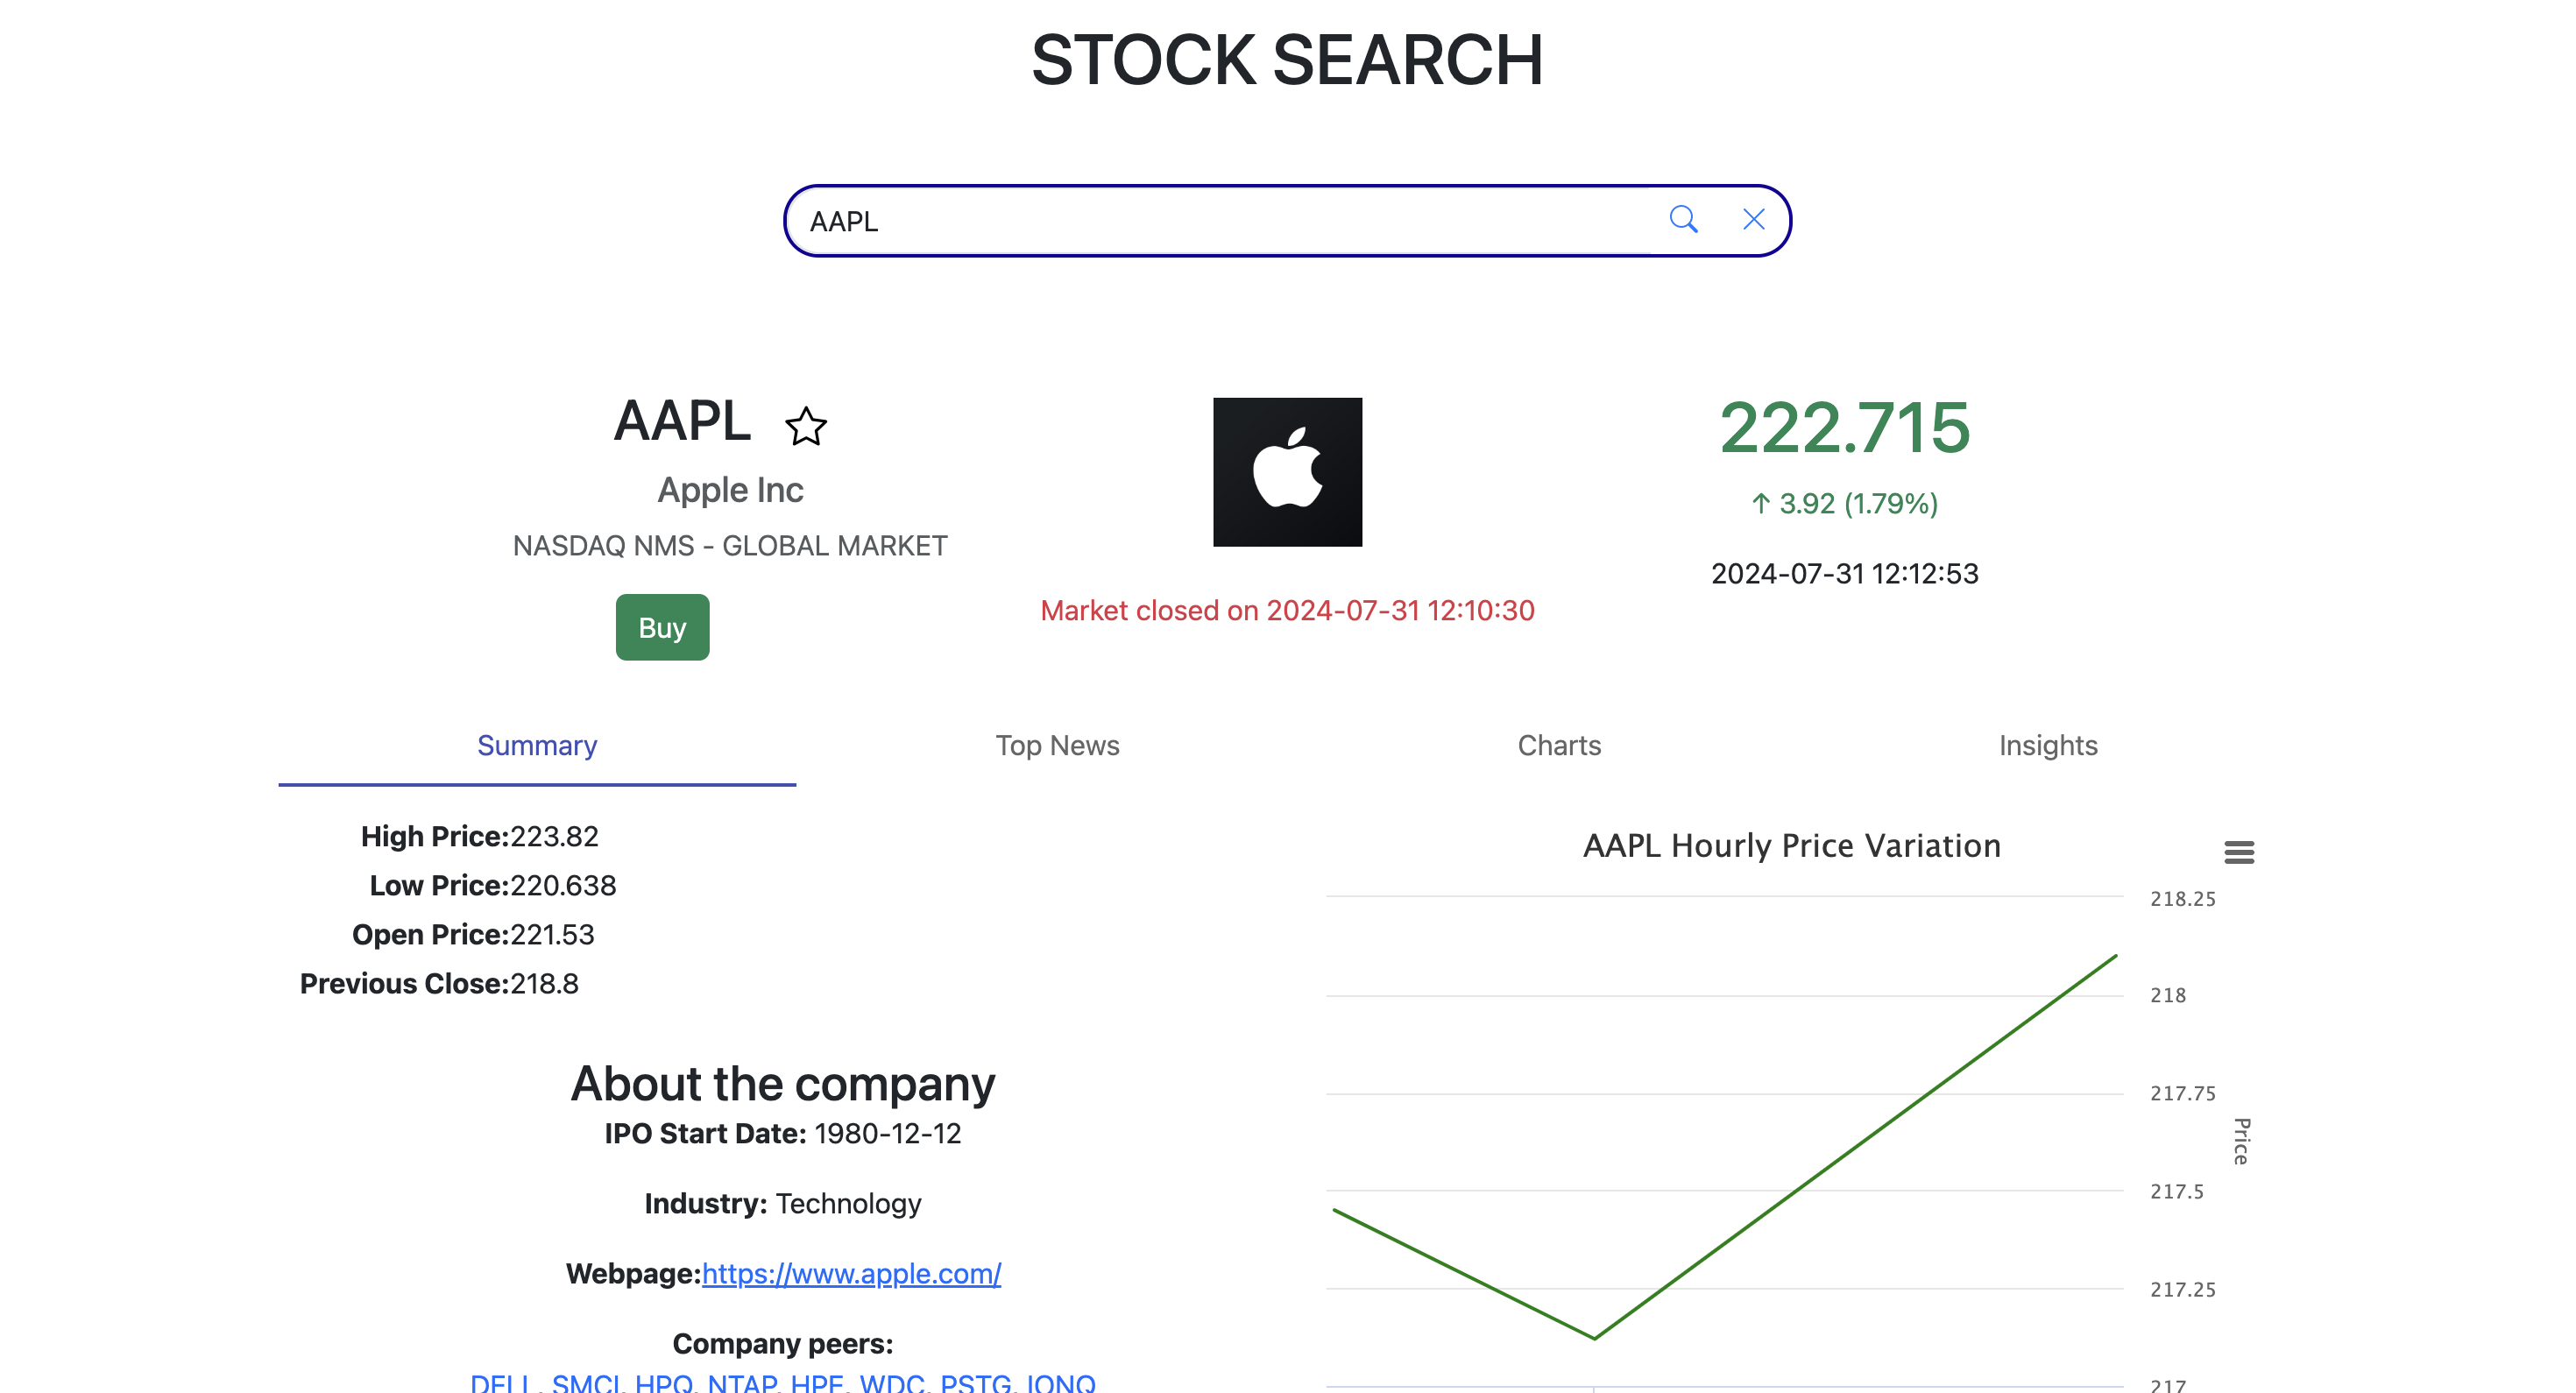 STOCK SEARCH
AAPL
AAPL
Apple Inc
NASDAQ NMS - GLOBAL MARKET
Buy
Market closed on 2024-07-31 12:10:30
222.715
↑ 3.92 (1.79%)
2024-07-31 12:12:53
Summary
Top News
Charts
Insights
High Price:223.82
Low Price:220.638
Open Price:221.53
Previous Close:218.8
About the company
IPO Start Date: 1980-12-12
Industry: Technology
Webpage:https://www.apple.com/
Company peers:
DELL, SMCI, HPQ, NTAP, HPE, WDC, PSTG, IONQ
AAPL Hourly Price Variation
218.25
218
217.75
217.5
217.25
217
Price